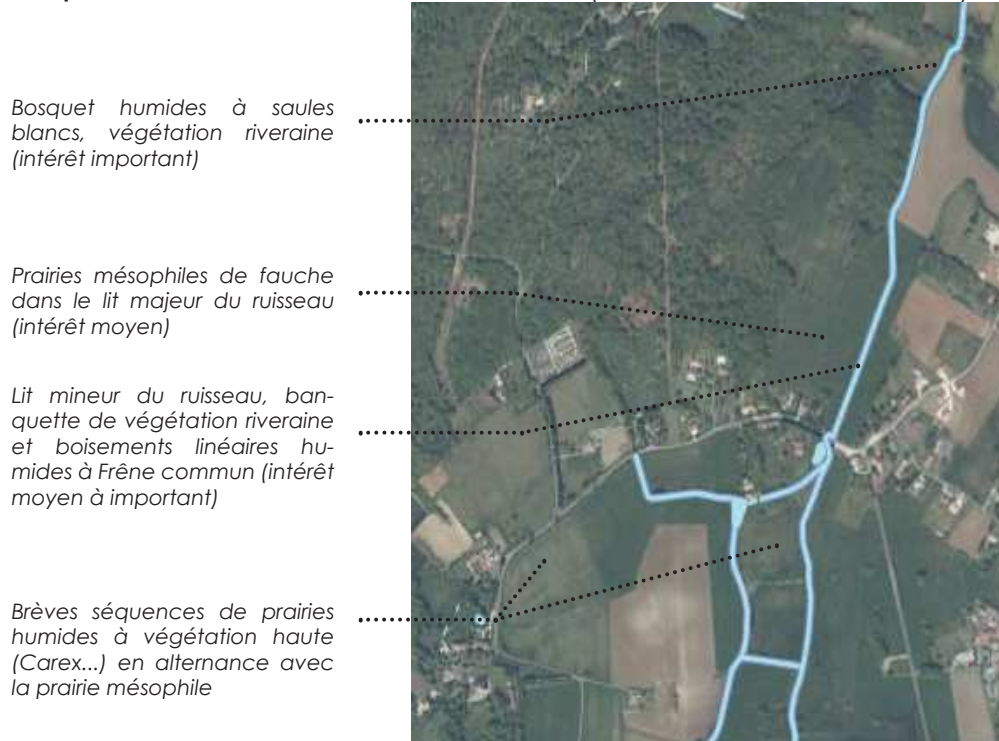 Bosquet humides à saules
blancs, végétation riveraine
(intérêt important)
Prairies mésophiles de fauche
dans le lit majeur du ruisseau
(intérêt moyen)
Lit mineur du ruisseau, ban-
quette de végétation riveraine
et boisements linéaires hu-
mides à Frêne commun (intérêt
moyen à important)
Brèves séquences de prairies
humides à végétation haute
(Carex...) en alternance avec
la prairie mésophile